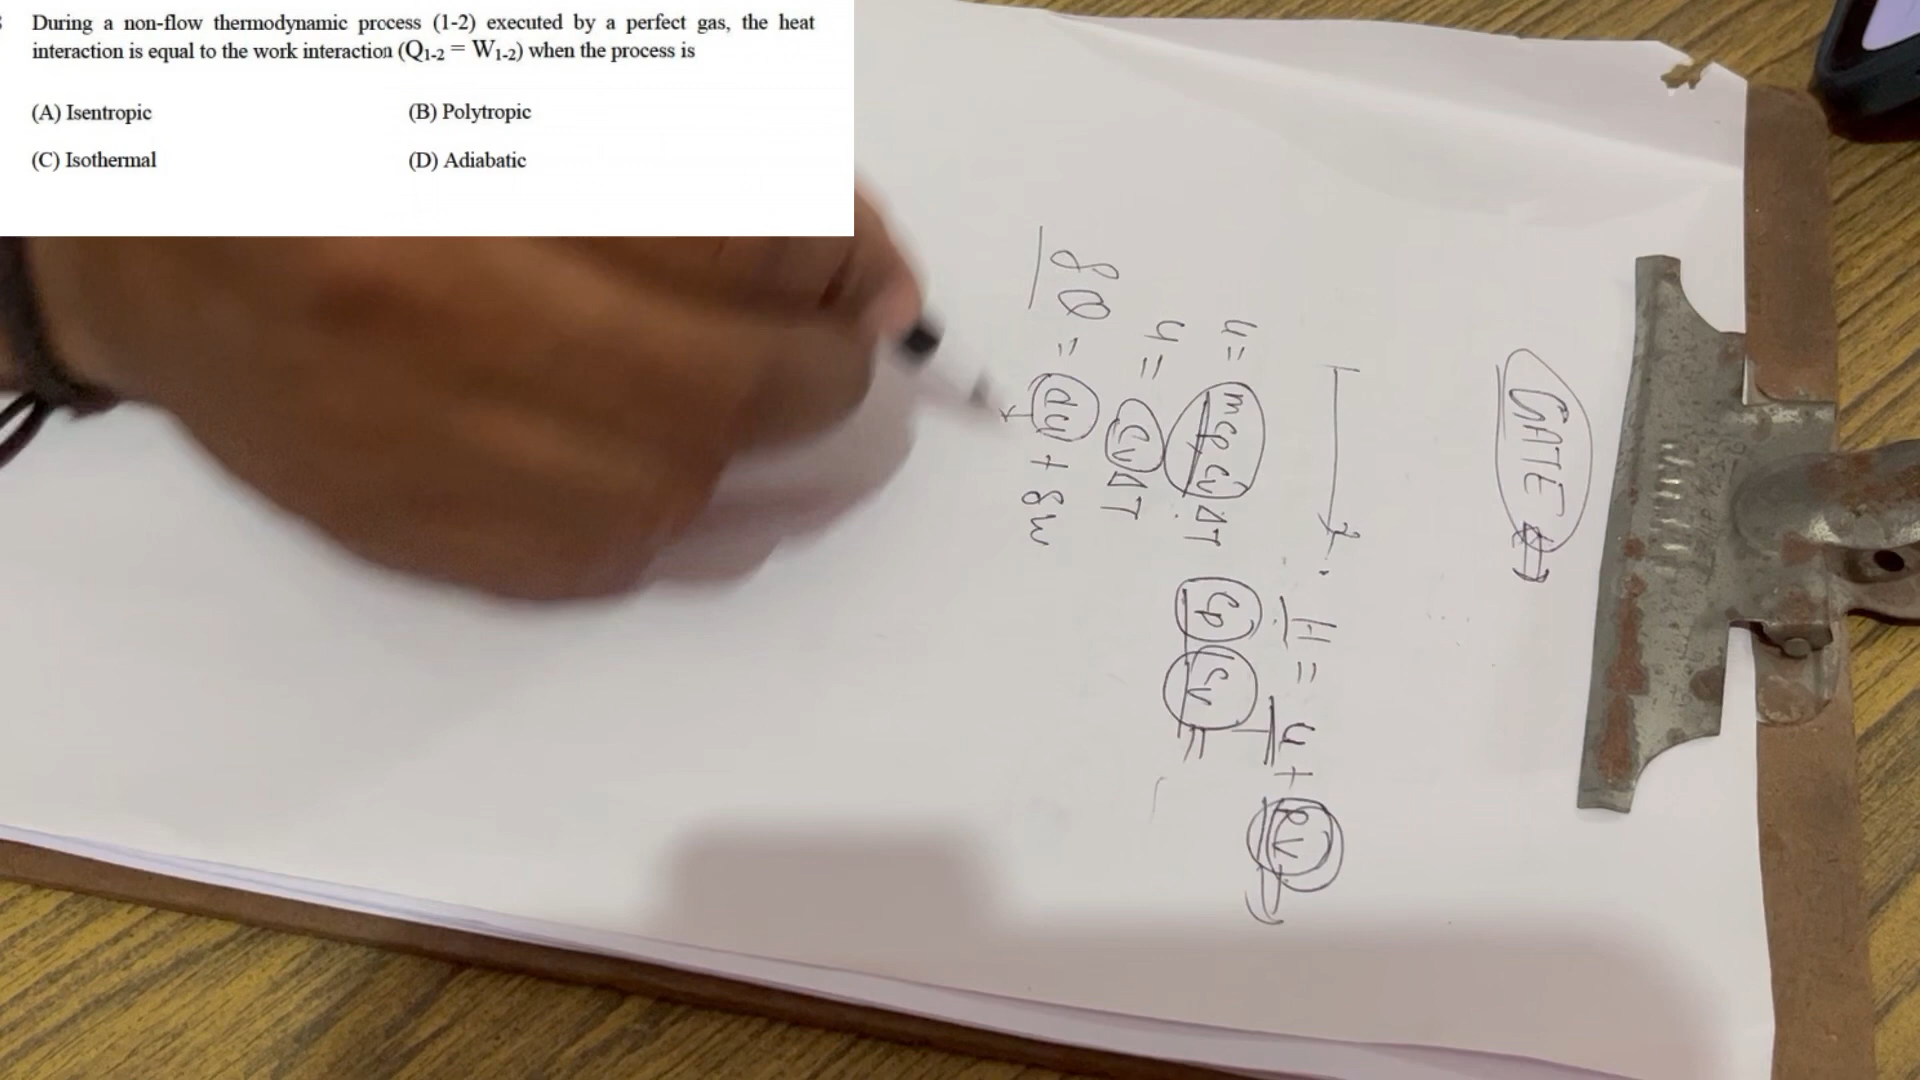 During a non-flow thermodynamic process (1-2) executed by a perfect gas, the heat
interaction is equal to the work interaction (Q1-2 = W1-2) when the process is
(A) Isentropic
(B) Polytropic
(C) Isothermal
(D) Adiabatic
GATE
H = u + PV
u = mcp cv ΔT
Cp Cv
u = Cv ΔT
δQ = du + δw